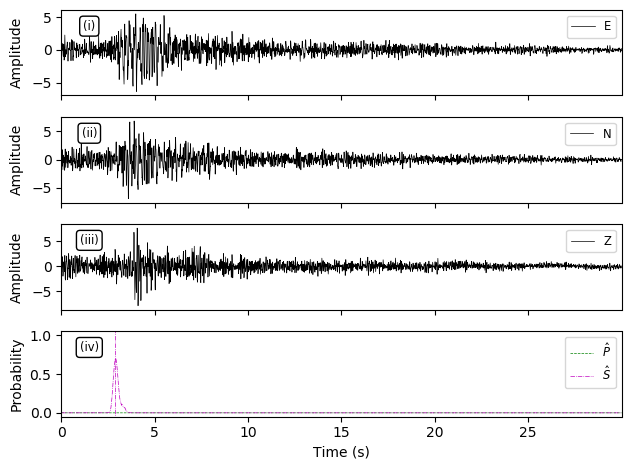 Amplitude
5
0
−5
(i)
E
Amplitude
5
0
−5
(ii)
N
Amplitude
5
0
−5
(iii)
Z
Probability
1.0
0.5
0.0
(iv)
P̂
Ŝ
0 5 10 15 20 25
Time (s)